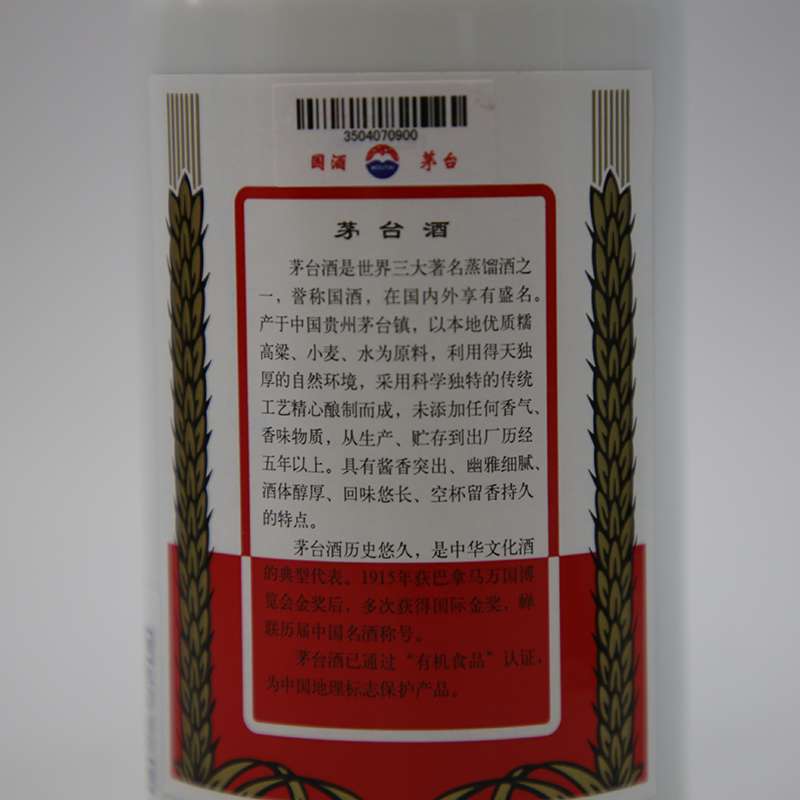 3504070900
国酒 茅台
茅台酒
茅台酒是世界三大著名蒸馏酒之
一，誉称国酒，在国内外享有盛名。
产于中国贵州茅台镇，以本地优质糯
高粱、小麦、水为原料，利用得天独
厚的自然环境，采用科学独特的传统
工艺精心酿制而成，未添加任何香气、
香味物质，从生产、贮存到出厂历经
五年以上。具有酱香突出、幽雅细腻、
酒体醇厚、回味悠长、空杯留香持久
的特点。
茅台酒历史悠久，是中华文化酒
的典型代表。1915年获巴拿马万国博
览会金奖后，多次获得国际金奖，蝉
联历届中国名酒称号。
茅台酒已通过“有机食品”认证，
为中国地理标志保护产品。